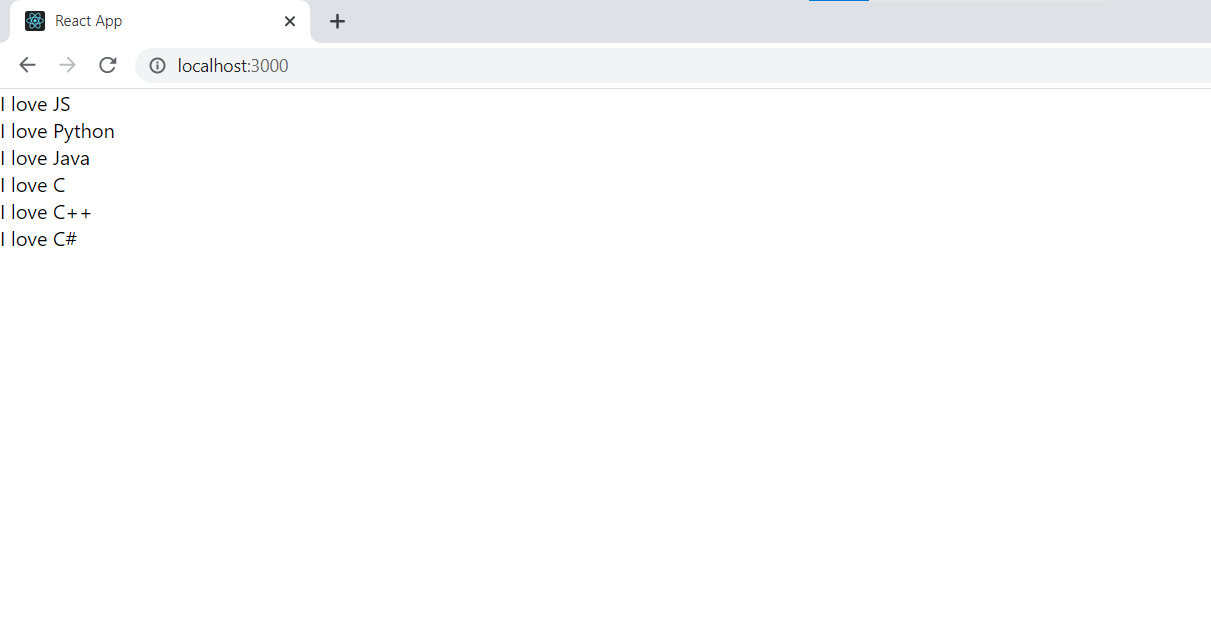 React App
localhost:3000
I love JS
I love Python
I love Java
I love C
I love C++
I love C#